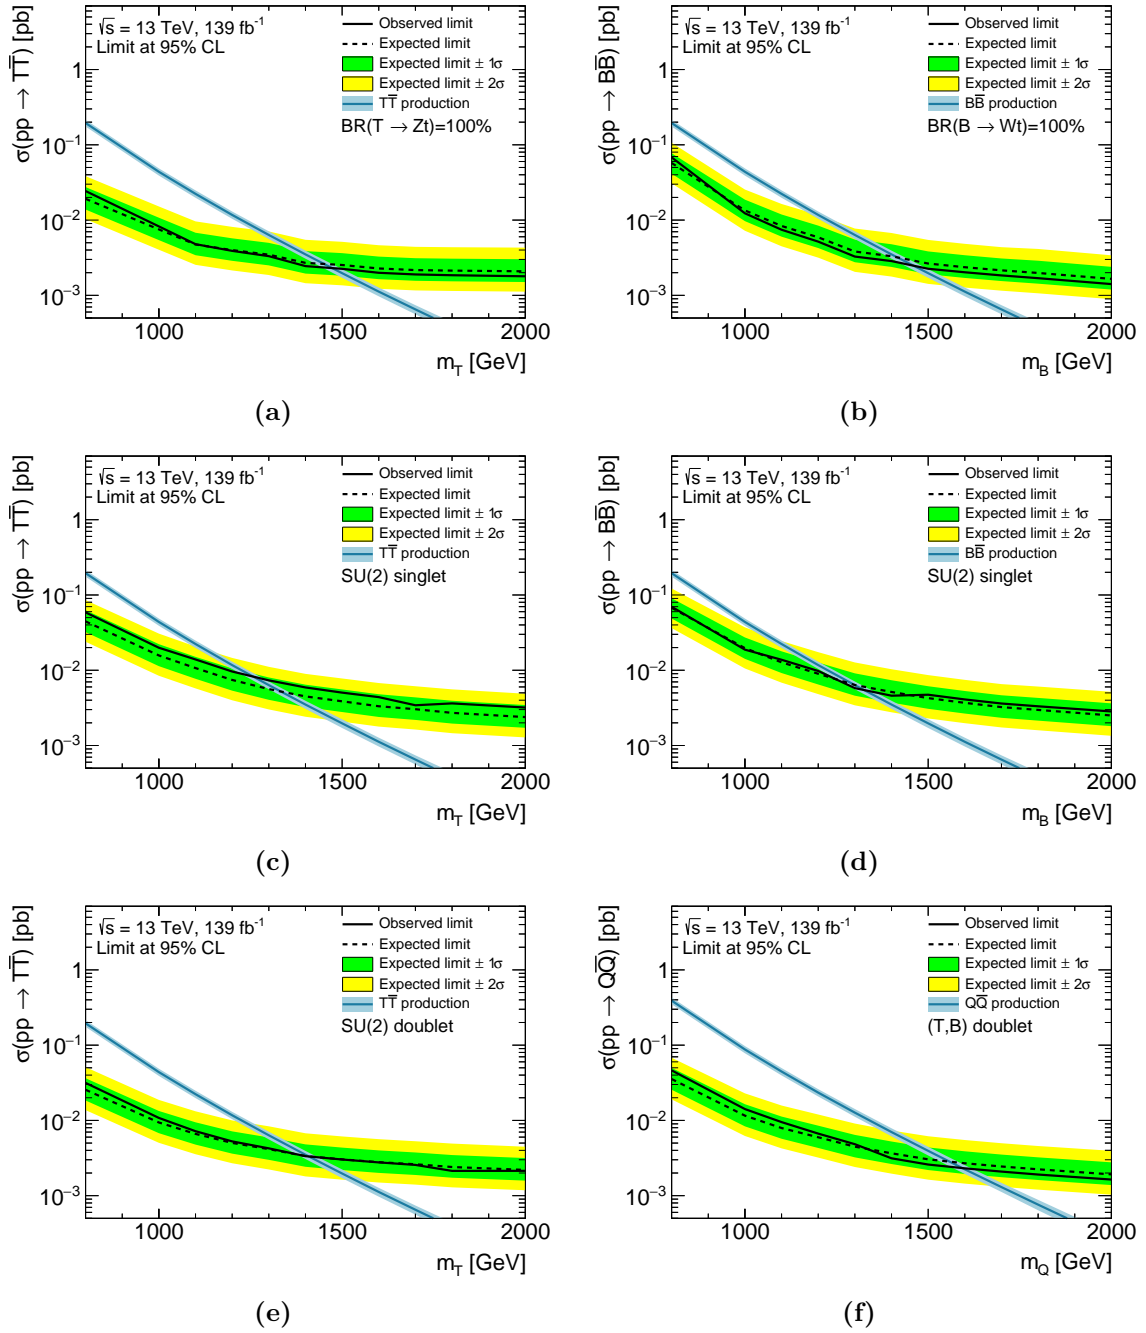 σ(pp → TT̅) [pb]
√s = 13 TeV, 139 fb⁻¹
Limit at 95% CL
Observed limit
Expected limit
Expected limit ± 1σ
Expected limit ± 2σ
TT̅ production
BR(T → Zt)=100%
1
10⁻¹
10⁻²
10⁻³
1000 1500 2000
m_T [GeV]
(a)
σ(pp → BB̅) [pb]
√s = 13 TeV, 139 fb⁻¹
Limit at 95% CL
Observed limit
Expected limit
Expected limit ± 1σ
Expected limit ± 2σ
BB̅ production
BR(B → Wt)=100%
1
10⁻¹
10⁻²
10⁻³
1000 1500 2000
m_B [GeV]
(b)
σ(pp → TT̅) [pb]
√s = 13 TeV, 139 fb⁻¹
Limit at 95% CL
Observed limit
Expected limit
Expected limit ± 1σ
Expected limit ± 2σ
TT̅ production
SU(2) singlet
1
10⁻¹
10⁻²
10⁻³
1000 1500 2000
m_T [GeV]
(c)
σ(pp → BB̅) [pb]
√s = 13 TeV, 139 fb⁻¹
Limit at 95% CL
Observed limit
Expected limit
Expected limit ± 1σ
Expected limit ± 2σ
BB̅ production
SU(2) singlet
1
10⁻¹
10⁻²
10⁻³
1000 1500 2000
m_B [GeV]
(d)
σ(pp → TT̅) [pb]
√s = 13 TeV, 139 fb⁻¹
Limit at 95% CL
Observed limit
Expected limit
Expected limit ± 1σ
Expected limit ± 2σ
TT̅ production
SU(2) doublet
1
10⁻¹
10⁻²
10⁻³
1000 1500 2000
m_T [GeV]
(e)
σ(pp → QQ̅) [pb]
√s = 13 TeV, 139 fb⁻¹
Limit at 95% CL
Observed limit
Expected limit
Expected limit ± 1σ
Expected limit ± 2σ
QQ̅ production
(T,B) doublet
1
10⁻¹
10⁻²
10⁻³
1000 1500 2000
m_Q [GeV]
(f)